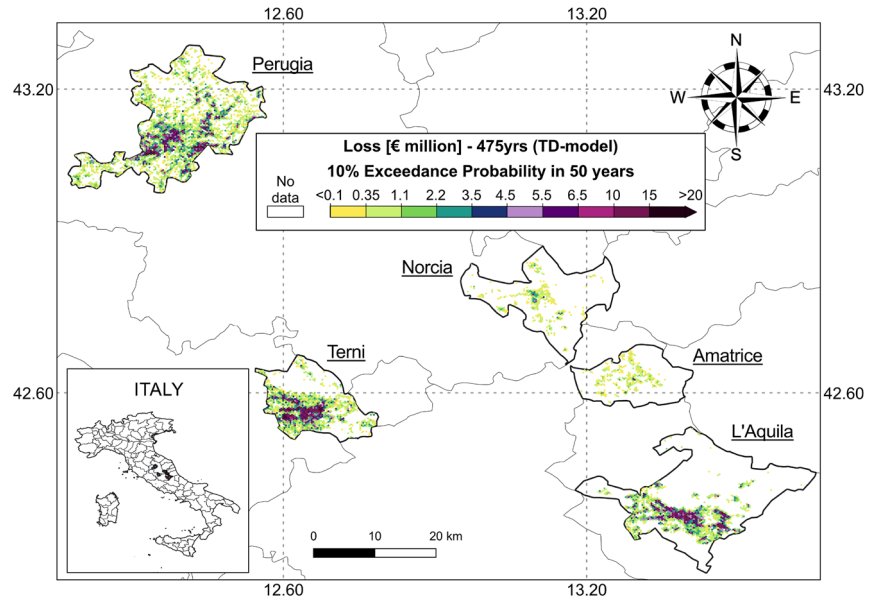 12.60 13.20
N
W E
S
43.20 43.20
Perugia
Loss [€ million] - 475yrs (TD-model)
10% Exceedance Probability in 50 years
No
data
<0.1 0.35 1.1 2.2 3.5 4.5 5.5 6.5 10 15 >20
Norcia
Terni
Amatrice
42.60 42.60
ITALY
L'Aquila
0 10 20 km
12.60 13.20